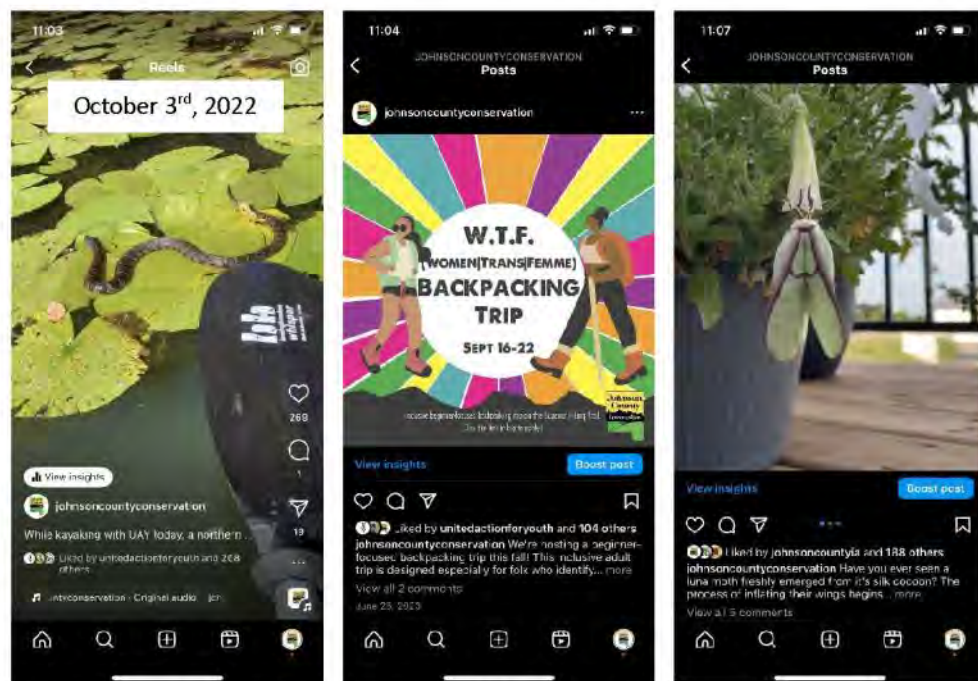 11:03
Reels
October 3rd, 2022
268
1
19
View insights
johnsoncountyconservation
While kayaking with UAY today, a northern ...
Liked by unitedactionforyouth and 268
others
ntyconservation · Original audio
11:04
JOHNSONCOUNTYCONSERVATION
Posts
johnsoncountyconservation
W.T.F.
(WOMEN|TRANS|FEMME)
BACKPACKING
TRIP
SEPT 16-22
Johnson
County
View insights
Boost post
Liked by unitedactionforyouth and 104 others
johnsoncountyconservation We're hosting a beginner-
focused backpacking trip this fall! This inclusive adult
trip is designed especially for folx who identify... more
View all 2 comments
11:07
JOHNSONCOUNTYCONSERVATION
Posts
View insights
Boost post
Liked by johnsoncountyia and 188 others
johnsoncountyconservation Have you ever seen a
luna moth freshly emerged from it's silk cocoon? The
process of inflating their wings begins... more
View all 5 comments